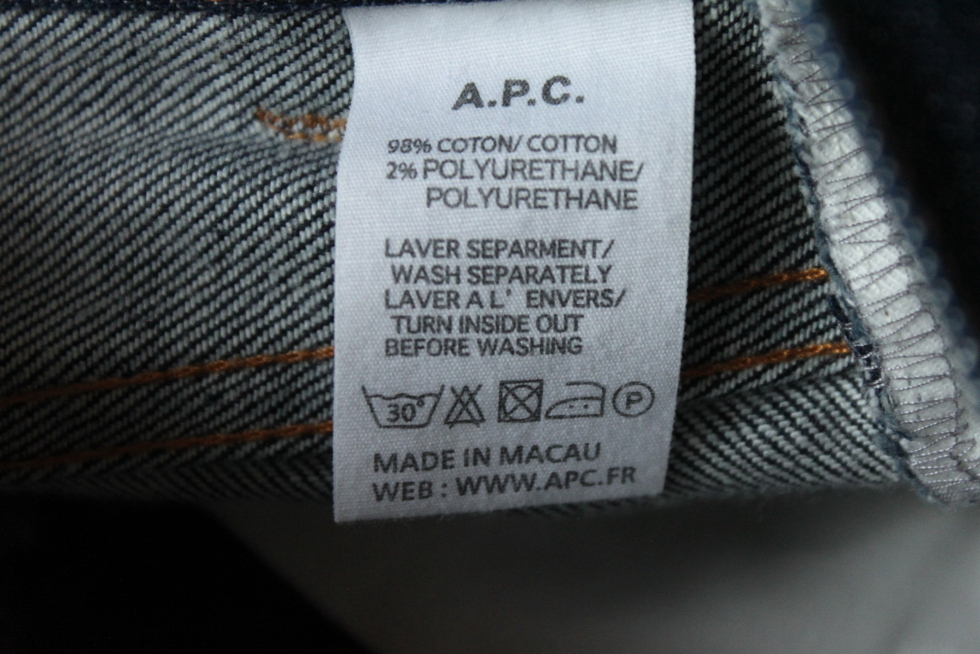 A.P.C.
98% COTON/ COTTON
2% POLYURETHANE/
POLYURETHANE
LAVER SEPARMENT/
WASH SEPARATELY
LAVER A L' ENVERS/
TURN INSIDE OUT
BEFORE WASHING
30° P
MADE IN MACAU
WEB : WWW.APC.FR